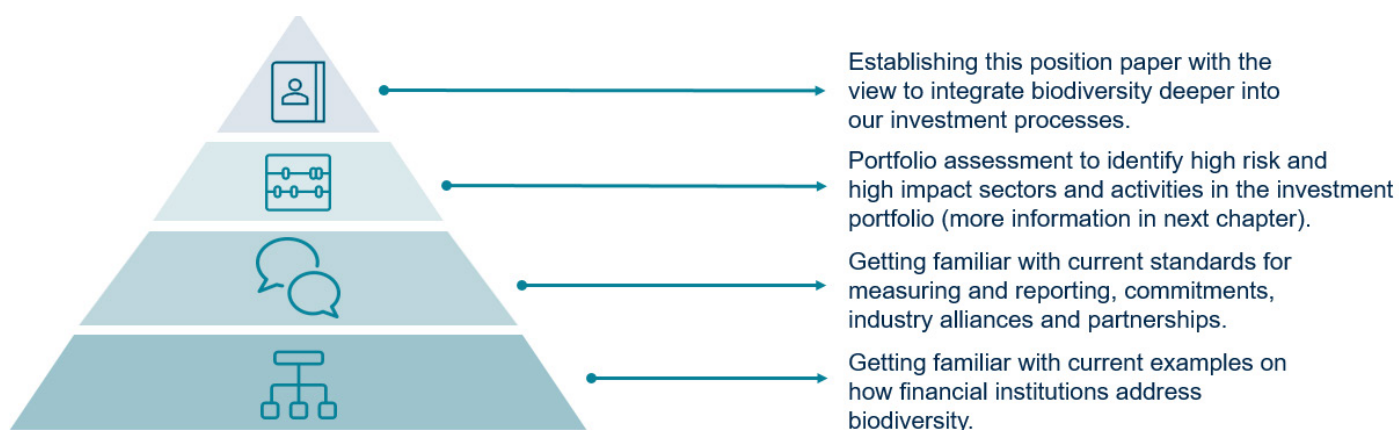 Establishing this position paper with the
view to integrate biodiversity deeper into
our investment processes.
Portfolio assessment to identify high risk and
high impact sectors and activities in the investment
portfolio (more information in next chapter).
Getting familiar with current standards for
measuring and reporting, commitments,
industry alliances and partnerships.
Getting familiar with current examples on
how financial institutions address
biodiversity.